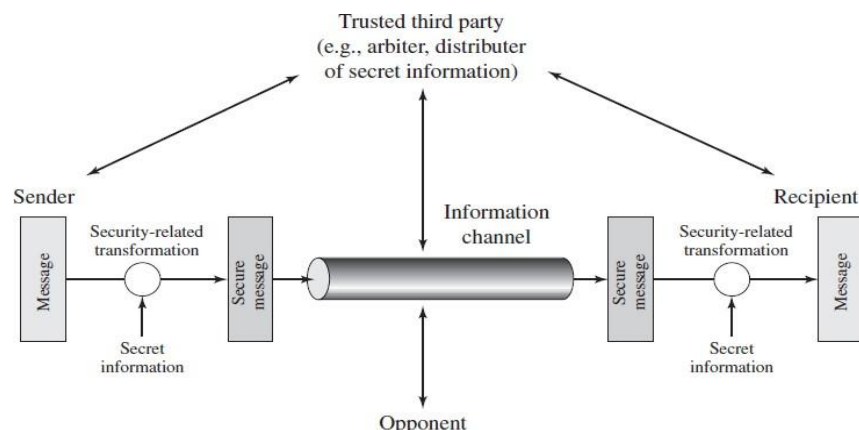 Trusted third party
(e.g., arbiter, distributer
of secret information)
Sender
Recipient
Information
channel
Security-related
transformation
Security-related
transformation
Message
Secure
message
Secure
message
Message
Secret
information
Secret
information
Opponent